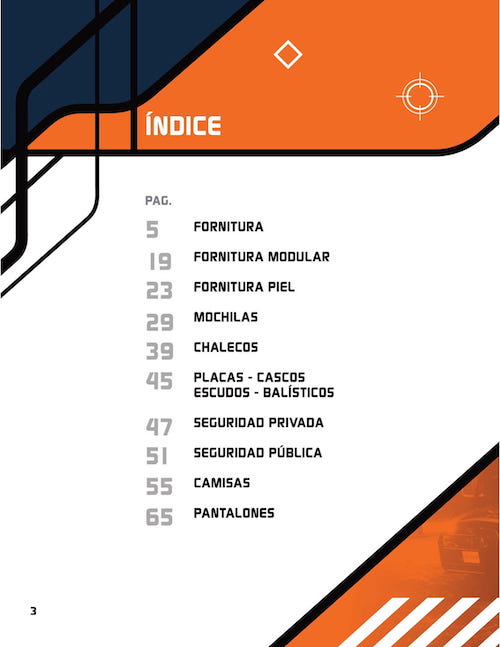 ÍNDICE
PAG.
5 FORNITURA
19 FORNITURA MODULAR
23 FORNITURA PIEL
29 MOCHILAS
39 CHALECOS
45 PLACAS - CASCOS
ESCUDOS - BALÍSTICOS
47 SEGURIDAD PRIVADA
51 SEGURIDAD PÚBLICA
55 CAMISAS
65 PANTALONES
3